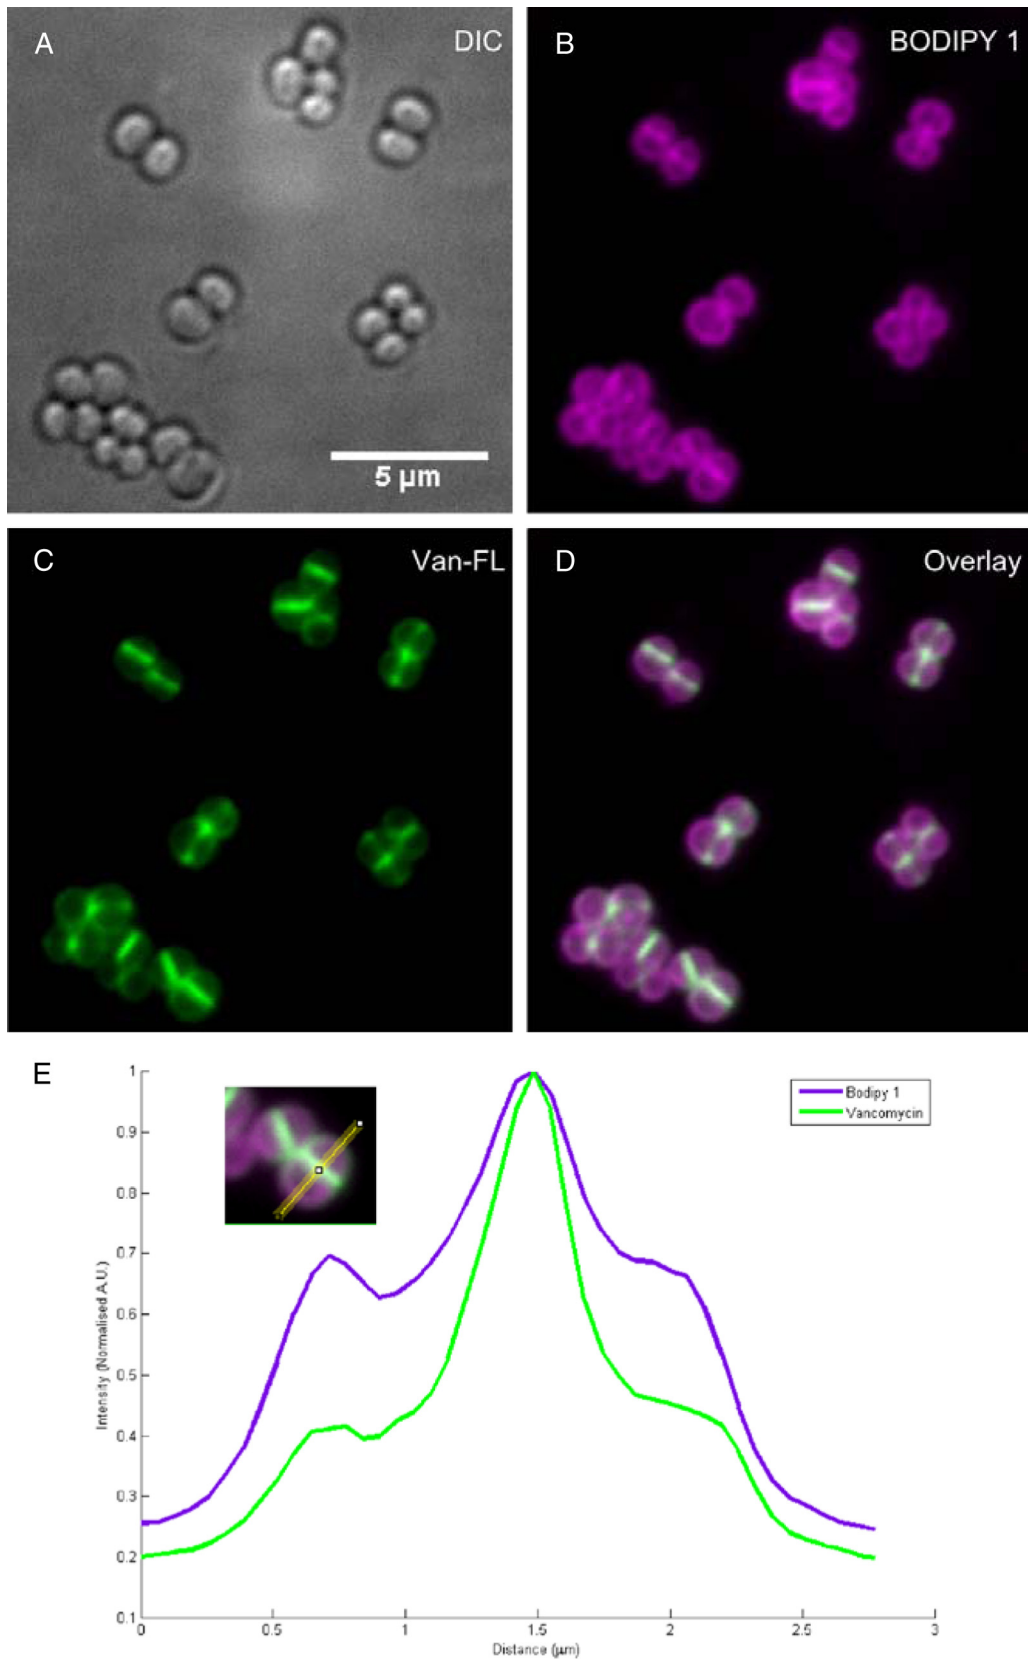 A
DIC
B
BODIPY 1
5 µm
C
Van-FL
D
Overlay
E
Bodipy 1
Vancomycin
Intensity (Normalised A.U.)
1
0.9
0.8
0.7
0.6
0.5
0.4
0.3
0.2
0.1
0 0.5 1 1.5 2 2.5 3
Distance (µm)